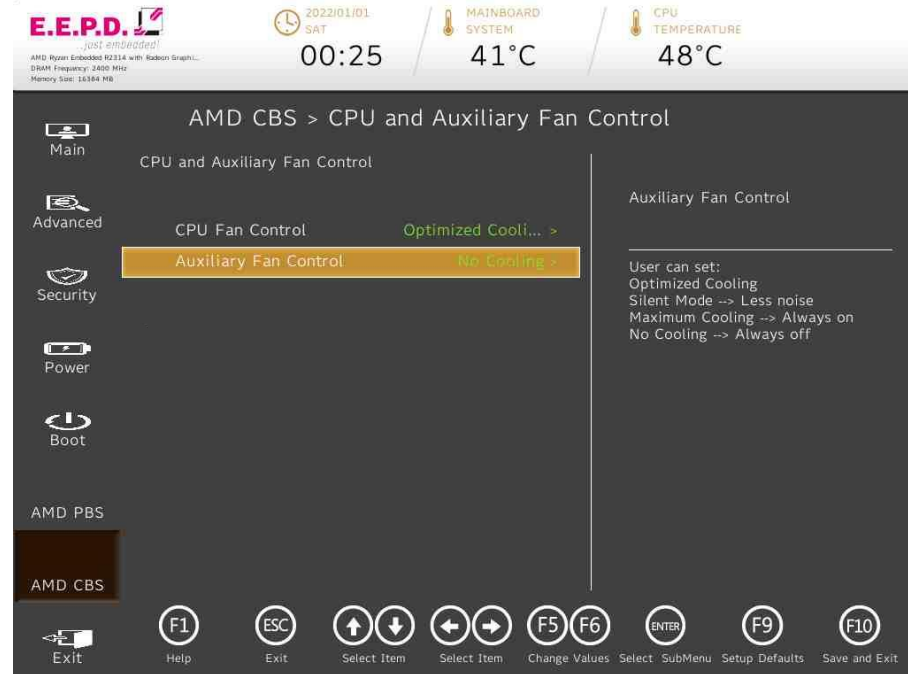 E.E.P.D.
...just embedded!
AMD Ryzen Embedded R2314 with Radeon Graphi...
DRAM Frequency: 2400 MHz
Memory Size: 16384 MB
2022/01/01
SAT
00:25
MAINBOARD
SYSTEM
41°C
CPU
TEMPERATURE
48°C
AMD CBS > CPU and Auxiliary Fan Control
Main
Advanced
Security
Power
Boot
AMD PBS
AMD CBS
Exit
CPU and Auxiliary Fan Control
CPU Fan Control Optimized Cooli... >
Auxiliary Fan Control No Cooling >
Auxiliary Fan Control
User can set:
Optimized Cooling
Silent Mode --> Less noise
Maximum Cooling --> Always on
No Cooling --> Always off
F1 ESC F5 F6 ENTER F9 F10
Help Exit Select Item Select Item Change Values Select SubMenu Setup Defaults Save and Exit